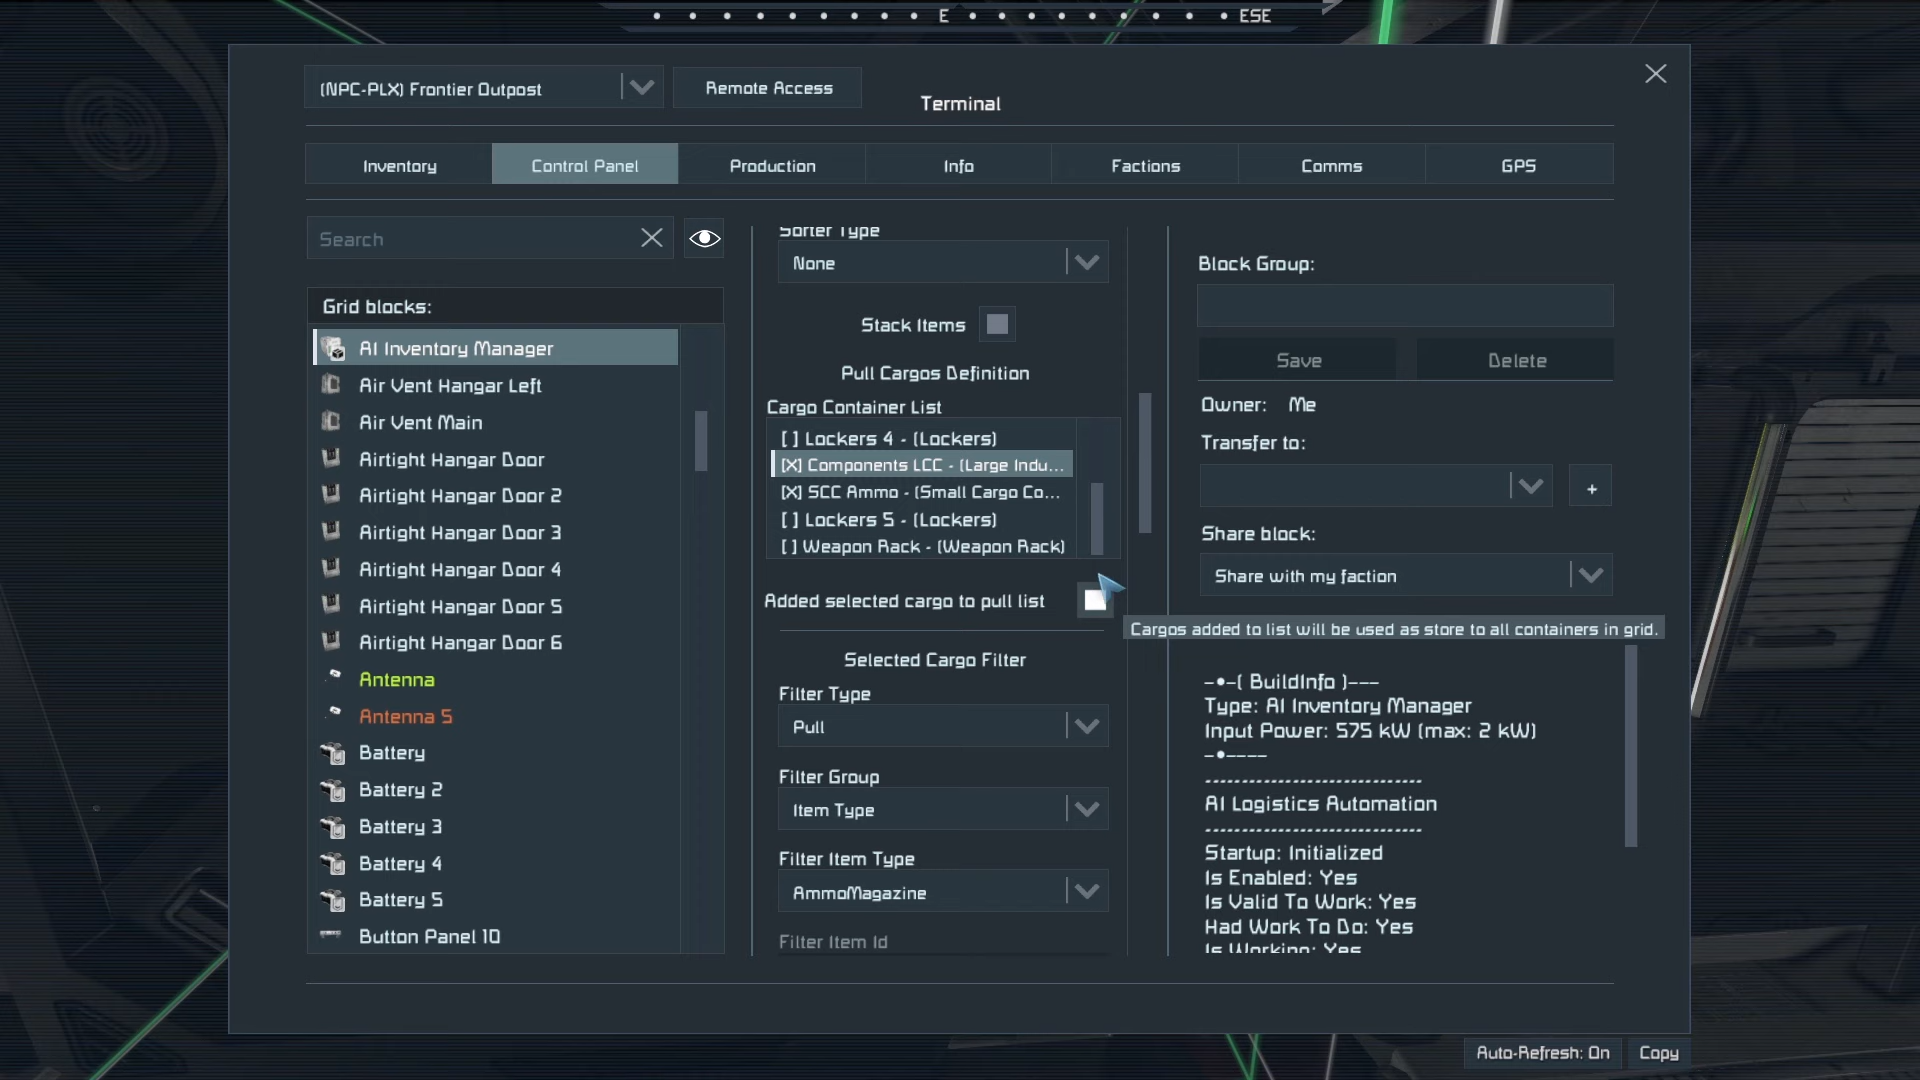 E
ESE
(NPC-PLX) Frontier Outpost
Remote Access
Terminal
Inventory
Control Panel
Production
Info
Factions
Comms
GPS
Search
Grid blocks:
AI Inventory Manager
Air Vent Hangar Left
Air Vent Main
Airtight Hangar Door
Airtight Hangar Door 2
Airtight Hangar Door 3
Airtight Hangar Door 4
Airtight Hangar Door 5
Airtight Hangar Door 6
Antenna
Antenna 5
Battery
Battery 2
Battery 3
Battery 4
Battery 5
Button Panel 10
Sorter Type
None
Stack Items
Pull Cargos Definition
Cargo Container List
[ ] Lockers 4 - (Lockers)
[X] Components LCC - (Large Indu...
[X] SCC Ammo - (Small Cargo Co...
[ ] Lockers 5 - (Lockers)
[ ] Weapon Rack - (Weapon Rack)
Added selected cargo to pull list
Selected Cargo Filter
Filter Type
Pull
Filter Group
Item Type
Filter Item Type
AmmoMagazine
Filter Item Id
Block Group:
Save
Delete
Owner: Me
Transfer to:
+
Share block:
Share with my faction
Cargos added to list will be used as store to all containers in grid.
-•-( BuildInfo )---
Type: AI Inventory Manager
Input Power: 575 kW (max: 2 kW)
-•----
------------------------------
AI Logistics Automation
------------------------------
Startup: Initialized
Is Enabled: Yes
Is Valid To Work: Yes
Had Work To Do: Yes
Is Working: Yes
Auto-Refresh: On
Copy